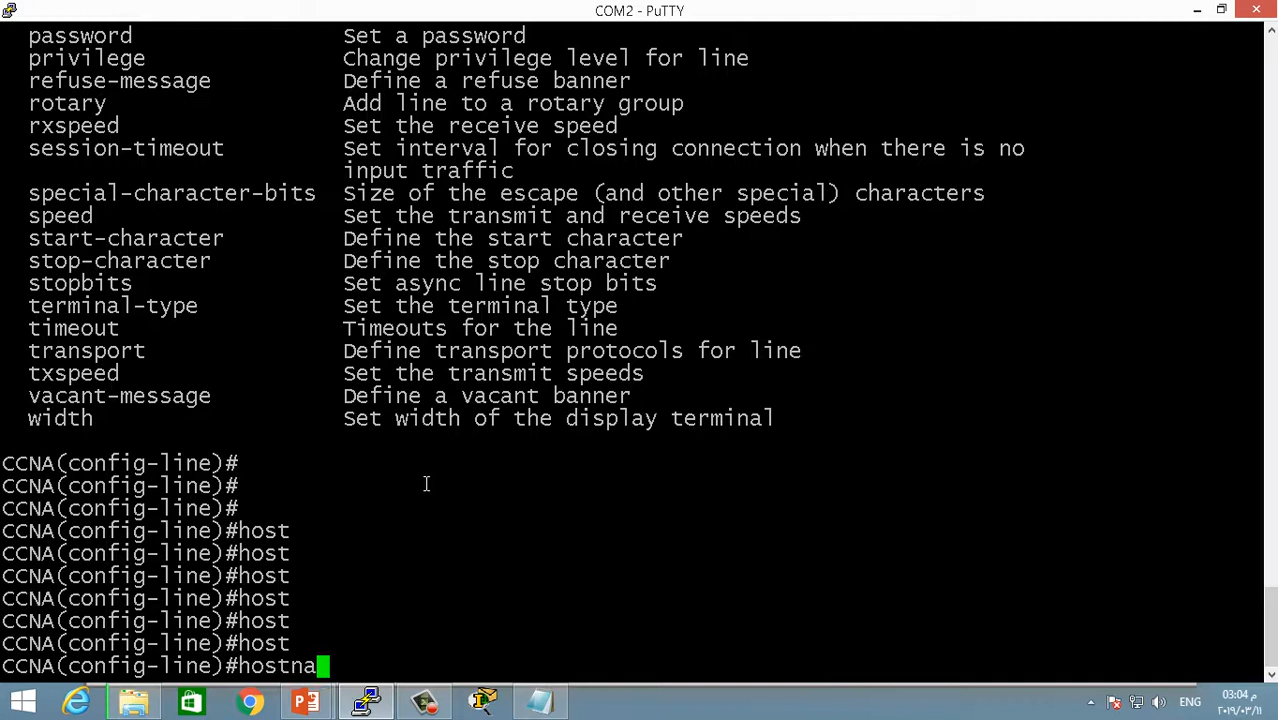 COM2 - PuTTY
password Set a password
privilege Change privilege level for line
refuse-message Define a refuse banner
rotary Add line to a rotary group
rxspeed Set the receive speed
session-timeout Set interval for closing connection when there is no
input traffic
special-character-bits Size of the escape (and other special) characters
speed Set the transmit and receive speeds
start-character Define the start character
stop-character Define the stop character
stopbits Set async line stop bits
terminal-type Set the terminal type
timeout Timeouts for the line
transport Define transport protocols for line
txspeed Set the transmit speeds
vacant-message Define a vacant banner
width Set width of the display terminal
CCNA(config-line)#
CCNA(config-line)#
CCNA(config-line)#
CCNA(config-line)#host
CCNA(config-line)#host
CCNA(config-line)#host
CCNA(config-line)#host
CCNA(config-line)#host
CCNA(config-line)#host
CCNA(config-line)#hostna
ENG
03:04 م
٢٠١٩/٠٣/١١